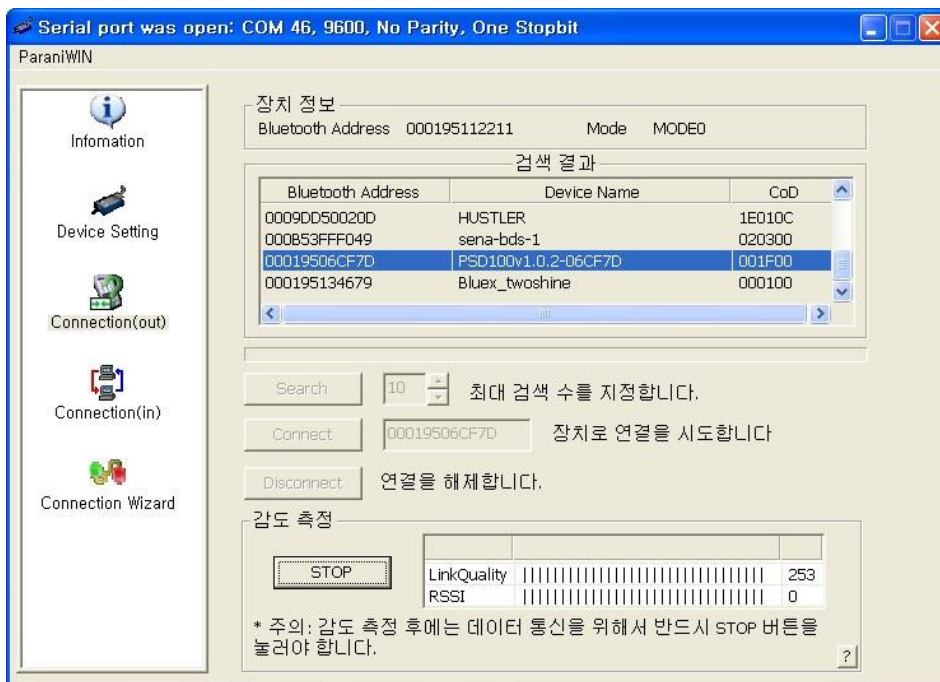 Serial port was open: COM 46, 9600, No Parity, One Stopbit
ParaniWIN
Infomation
Device Setting
Connection(out)
Connection(in)
Connection Wizard
장치 정보
Bluetooth Address 000195112211 Mode MODE0
검색 결과
Bluetooth Address Device Name CoD
0009DD50020D HUSTLER 1E010C
000B53FFF049 sena-bds-1 020300
00019506CF7D PSD100v1.0.2-06CF7D 001F00
000195134679 Bluex_twoshine 000100
Search 10 최대 검색 수를 지정합니다.
Connect 00019506CF7D 장치로 연결을 시도합니다
Disconnect 연결을 해제합니다.
감도 측정
STOP
LinkQuality 253
RSSI 0
* 주의: 감도 측정 후에는 데이터 통신을 위해서 반드시 STOP 버튼을
눌러야 합니다.
?